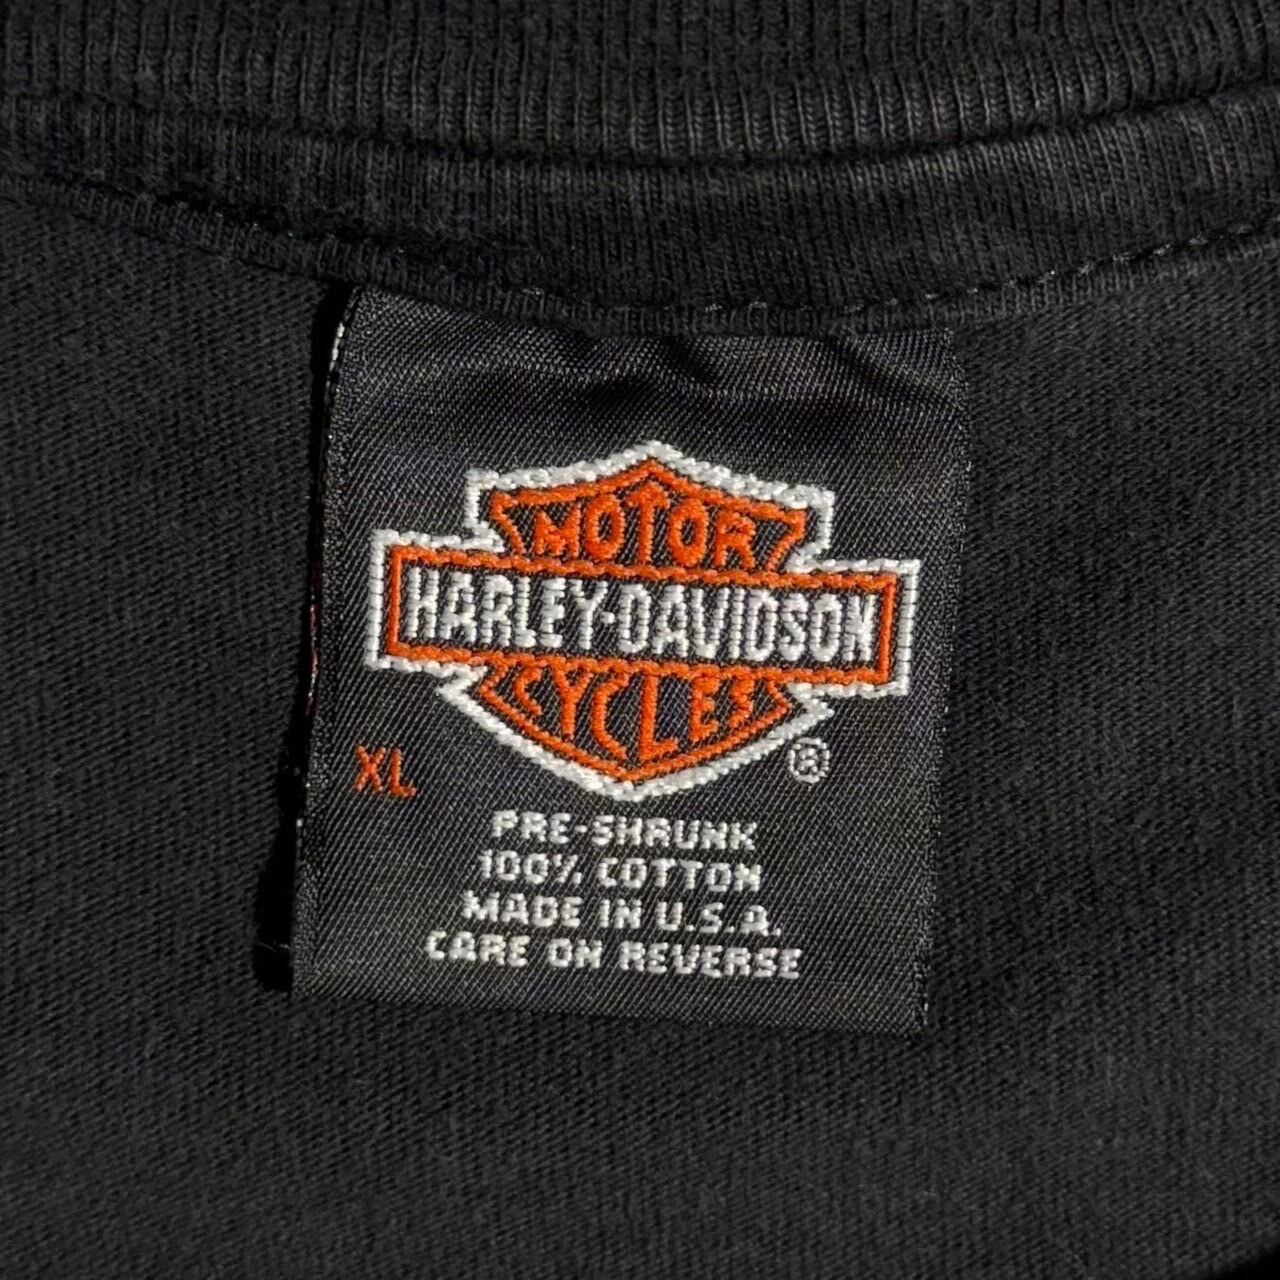 MOTOR
HARLEY-DAVIDSON
CYCLES
®
XL
PRE-SHRUNK
100% COTTON
MADE IN U.S.A.
CARE ON REVERSE